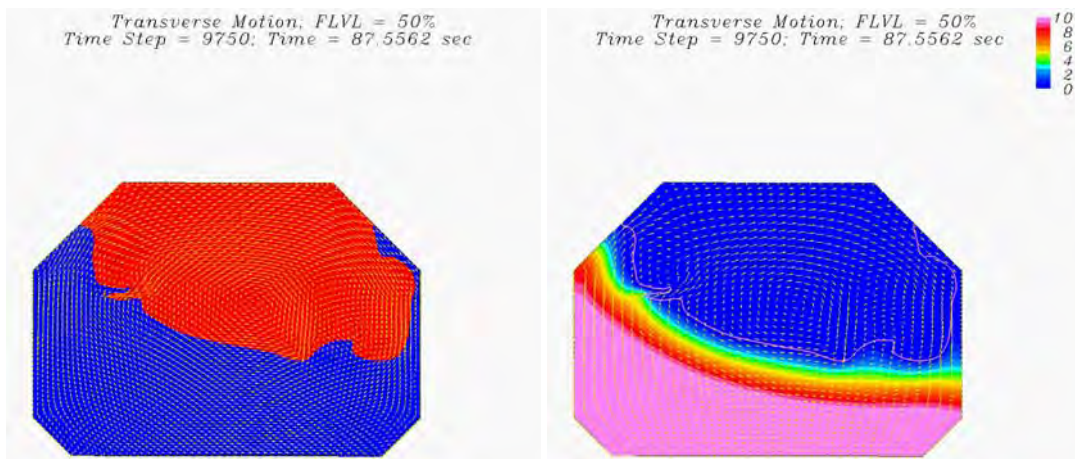 Transverse Motion; FLVL = 50%
Time Step = 9750; Time = 87.5562 sec
Transverse Motion; FLVL = 50%
Time Step = 9750; Time = 87.5562 sec
10
8
6
4
2
0